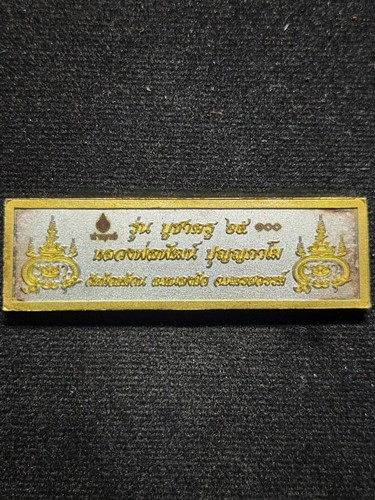 รุ่น บูชาครู ๖๕ ๑๐๐
หลวงพ่อพัฒน์ ปุญญกาโม
วัดห้วยด้วน อ.หนองบัว จ.นครสวรรค์